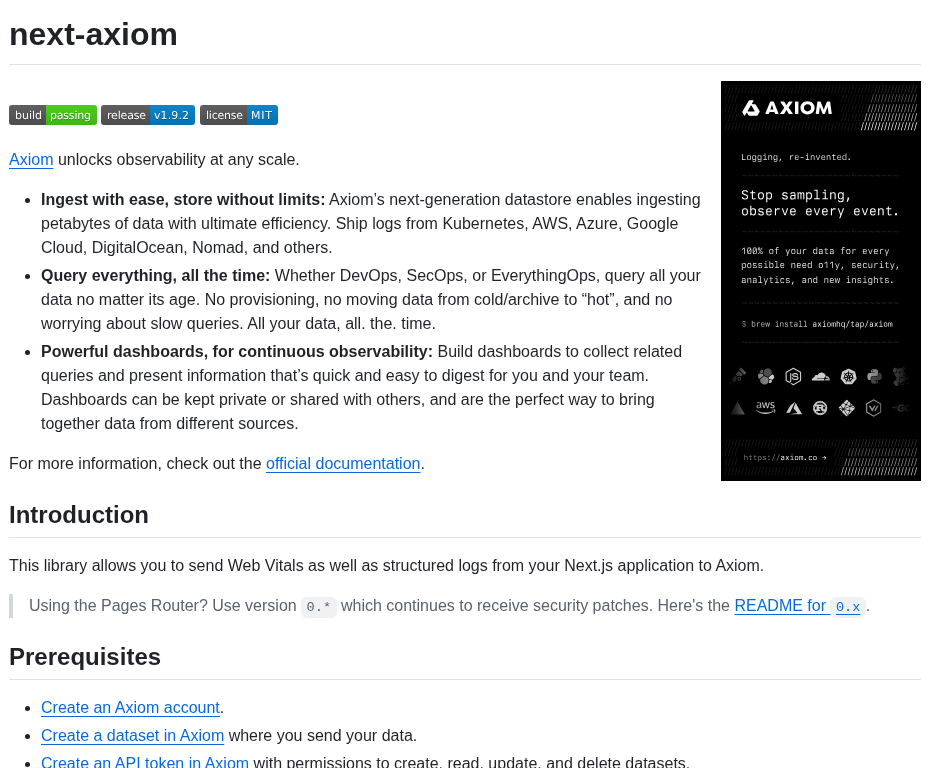 next-axiom
build passing release v1.9.2 license MIT
Axiom unlocks observability at any scale.
Ingest with ease, store without limits: Axiom’s next-generation datastore enables ingesting
petabytes of data with ultimate efficiency. Ship logs from Kubernetes, AWS, Azure, Google
Cloud, DigitalOcean, Nomad, and others.
Query everything, all the time: Whether DevOps, SecOps, or EverythingOps, query all your
data no matter its age. No provisioning, no moving data from cold/archive to “hot”, and no
worrying about slow queries. All your data, all. the. time.
Powerful dashboards, for continuous observability: Build dashboards to collect related
queries and present information that’s quick and easy to digest for you and your team.
Dashboards can be kept private or shared with others, and are the perfect way to bring
together data from different sources.
For more information, check out the official documentation.
AXIOM
Logging, re-invented.
Stop sampling,
observe every event.
100% of your data for every
possible need o11y, security,
analytics, and new insights.
$ brew install axiomhq/tap/axiom
JS
aws
https://axiom.co →
Introduction
This library allows you to send Web Vitals as well as structured logs from your Next.js application to Axiom.
Using the Pages Router? Use version 0.* which continues to receive security patches. Here's the README for 0.x.
Prerequisites
Create an Axiom account.
Create a dataset in Axiom where you send your data.
Create an API token in Axiom with permissions to create, read, update, and delete datasets.